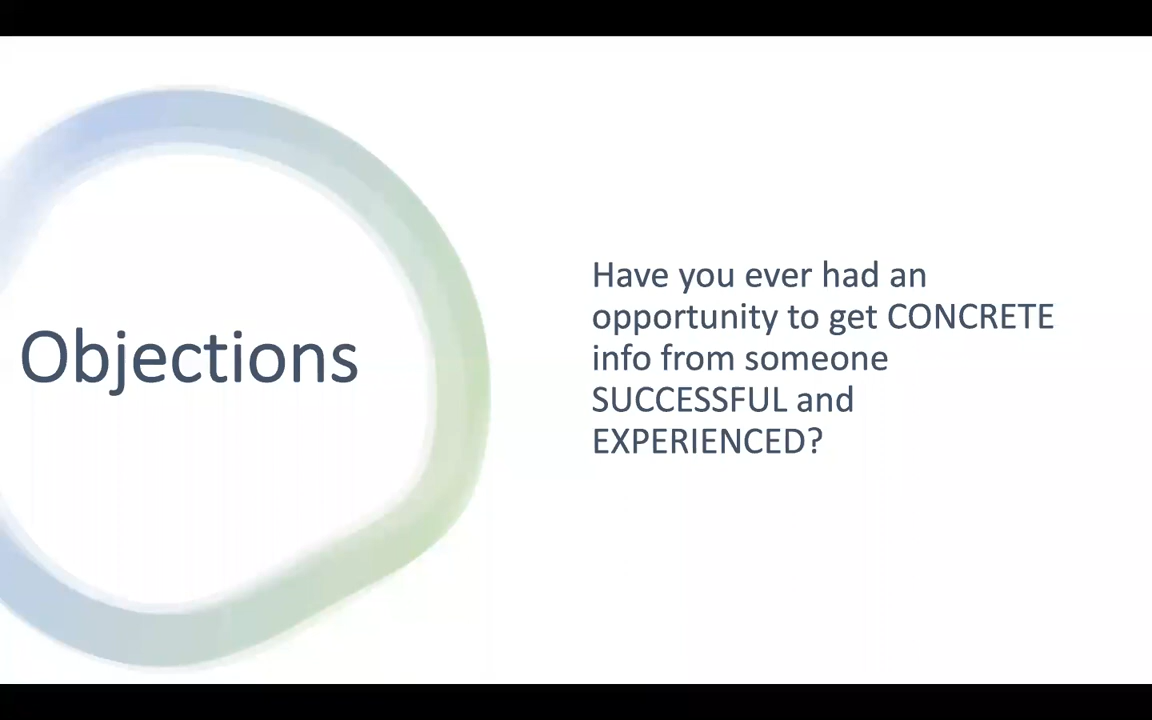 Objections
Have you ever had an
opportunity to get CONCRETE
info from someone
SUCCESSFUL and
EXPERIENCED?